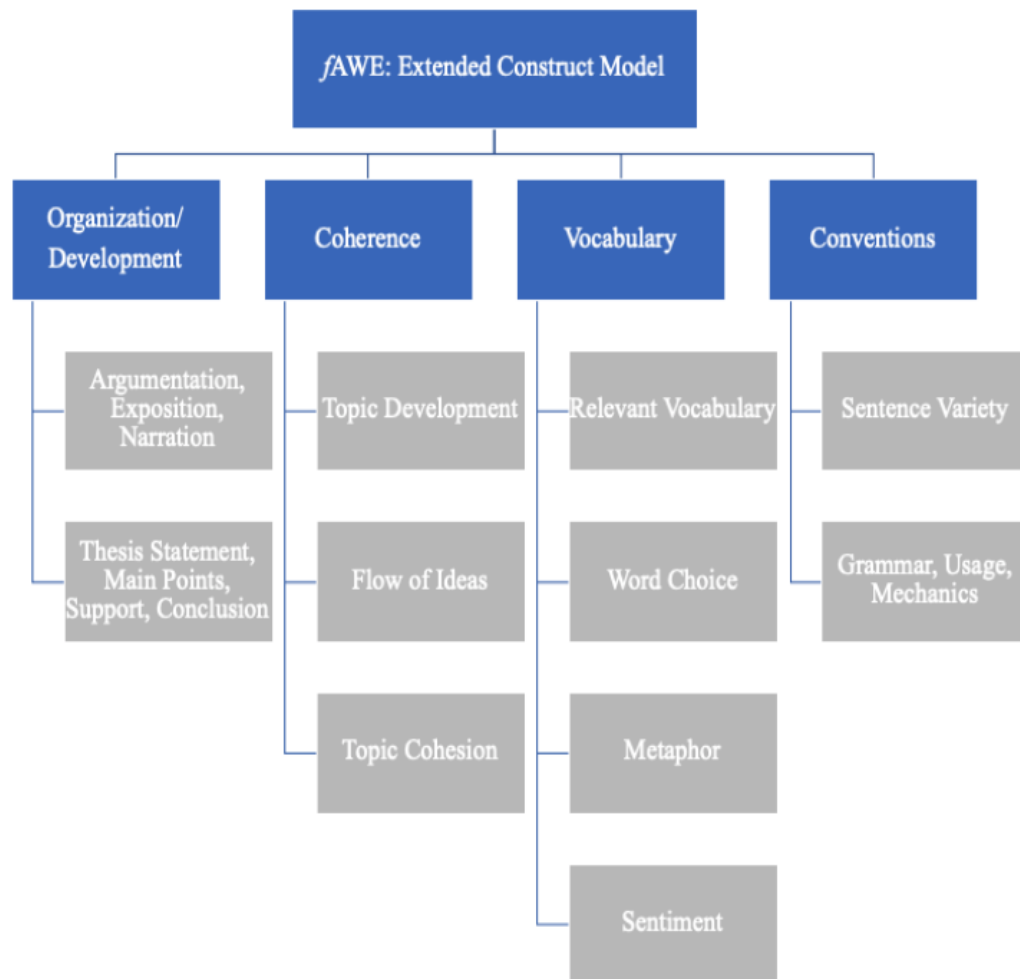 fAWE: Extended Construct Model
Organization/
Development
Coherence
Vocabulary
Conventions
Argumentation,
Exposition,
Narration
Topic Development
Relevant Vocabulary
Sentence Variety
Thesis Statement,
Main Points,
Support, Conclusion
Flow of Ideas
Word Choice
Grammar, Usage,
Mechanics
Topic Cohesion
Metaphor
Sentiment